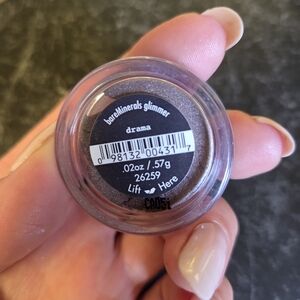 bareMinerals glimmer
drama
0 98132 00431 7
.02oz / .57g
26259
Lift Here